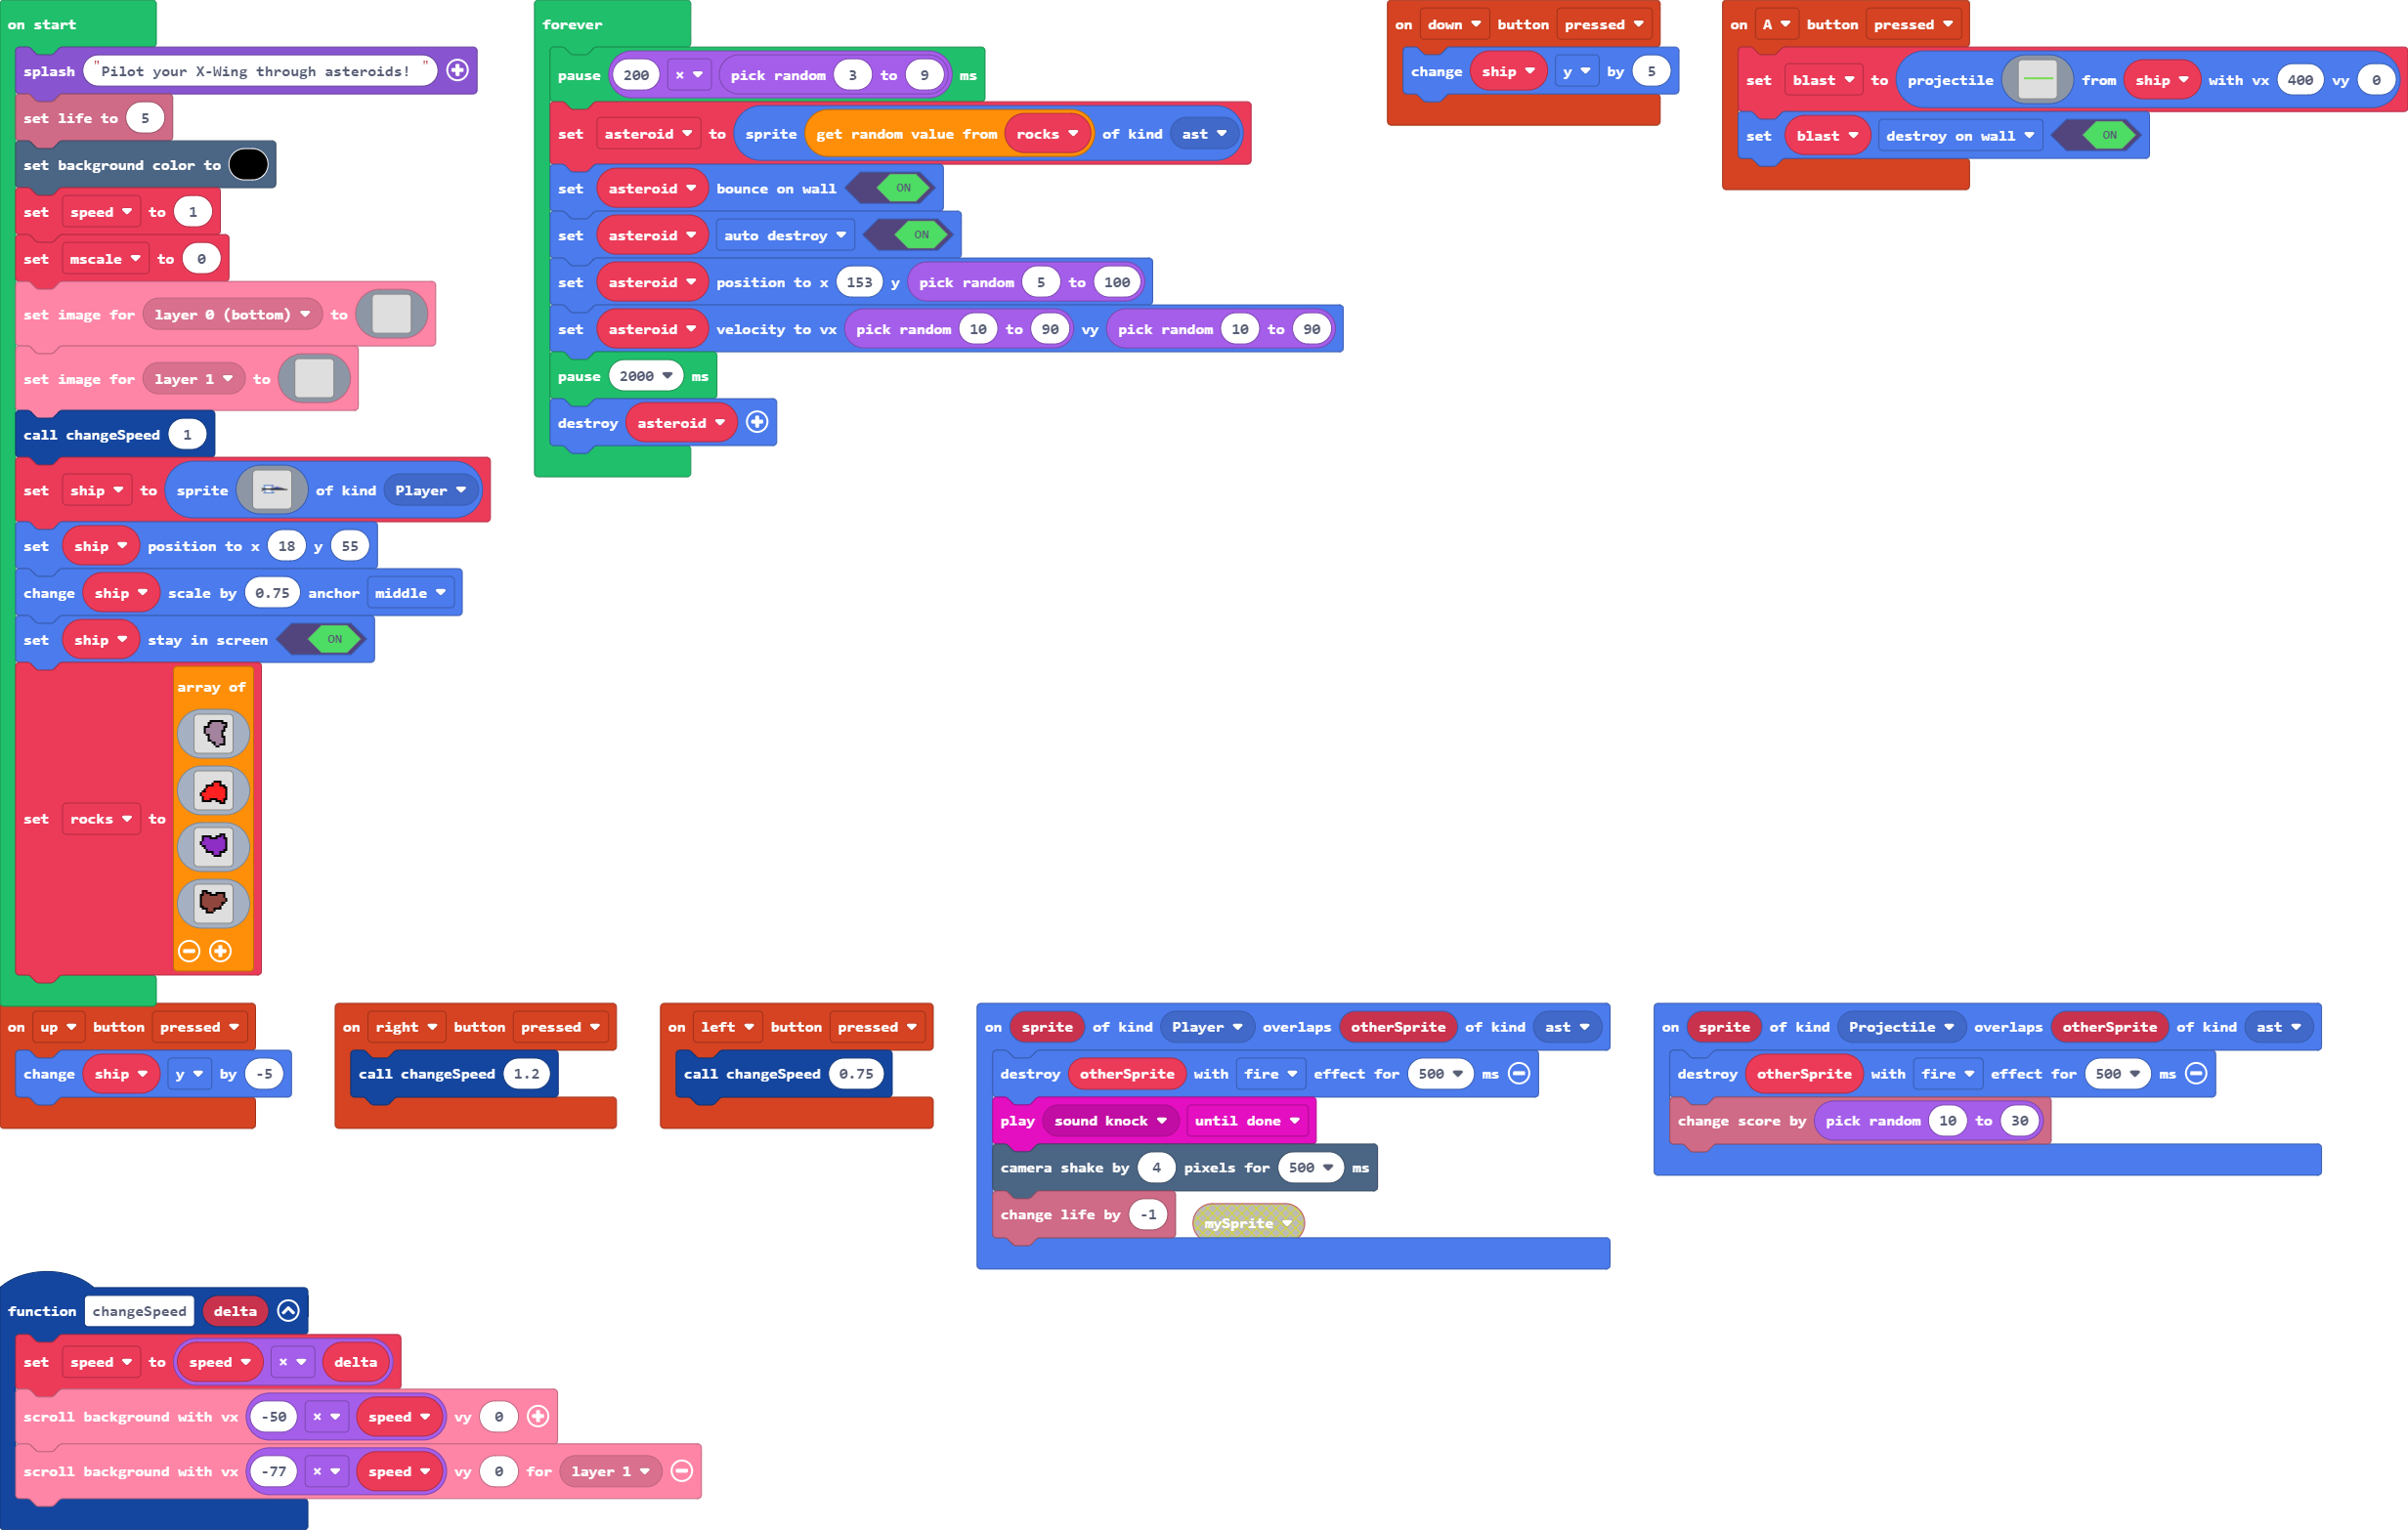 on start
splash "Pilot your X-Wing through asteroids! "
set life to 5
set background color to
set speed to 1
set mscale to 0
set image for layer 0 (bottom) to
set image for layer 1 to
call changeSpeed 1
set ship to sprite of kind Player
set ship position to x 18 y 55
change ship scale by 0.75 anchor middle
set ship stay in screen ON
array of
set rocks to
forever
pause 200 × pick random 3 to 9 ms
set asteroid to sprite get random value from rocks of kind ast
set asteroid bounce on wall ON
set asteroid auto destroy ON
set asteroid position to x 153 y pick random 5 to 100
set asteroid velocity to vx pick random 10 to 90 vy pick random 10 to 90
pause 2000 ms
destroy asteroid
on down button pressed
change ship y by 5
on A button pressed
set blast to projectile from ship with vx 400 vy 0
set blast destroy on wall ON
on up button pressed
change ship y by -5
on right button pressed
call changeSpeed 1.2
on left button pressed
call changeSpeed 0.75
on sprite of kind Player overlaps otherSprite of kind ast
destroy otherSprite with fire effect for 500 ms
play sound knock until done
camera shake by 4 pixels for 500 ms
change life by -1
mySprite
on sprite of kind Projectile overlaps otherSprite of kind ast
destroy otherSprite with fire effect for 500 ms
change score by pick random 10 to 30
function changeSpeed delta
set speed to speed × delta
scroll background with vx -50 × speed vy 0
scroll background with vx -77 × speed vy 0 for layer 1